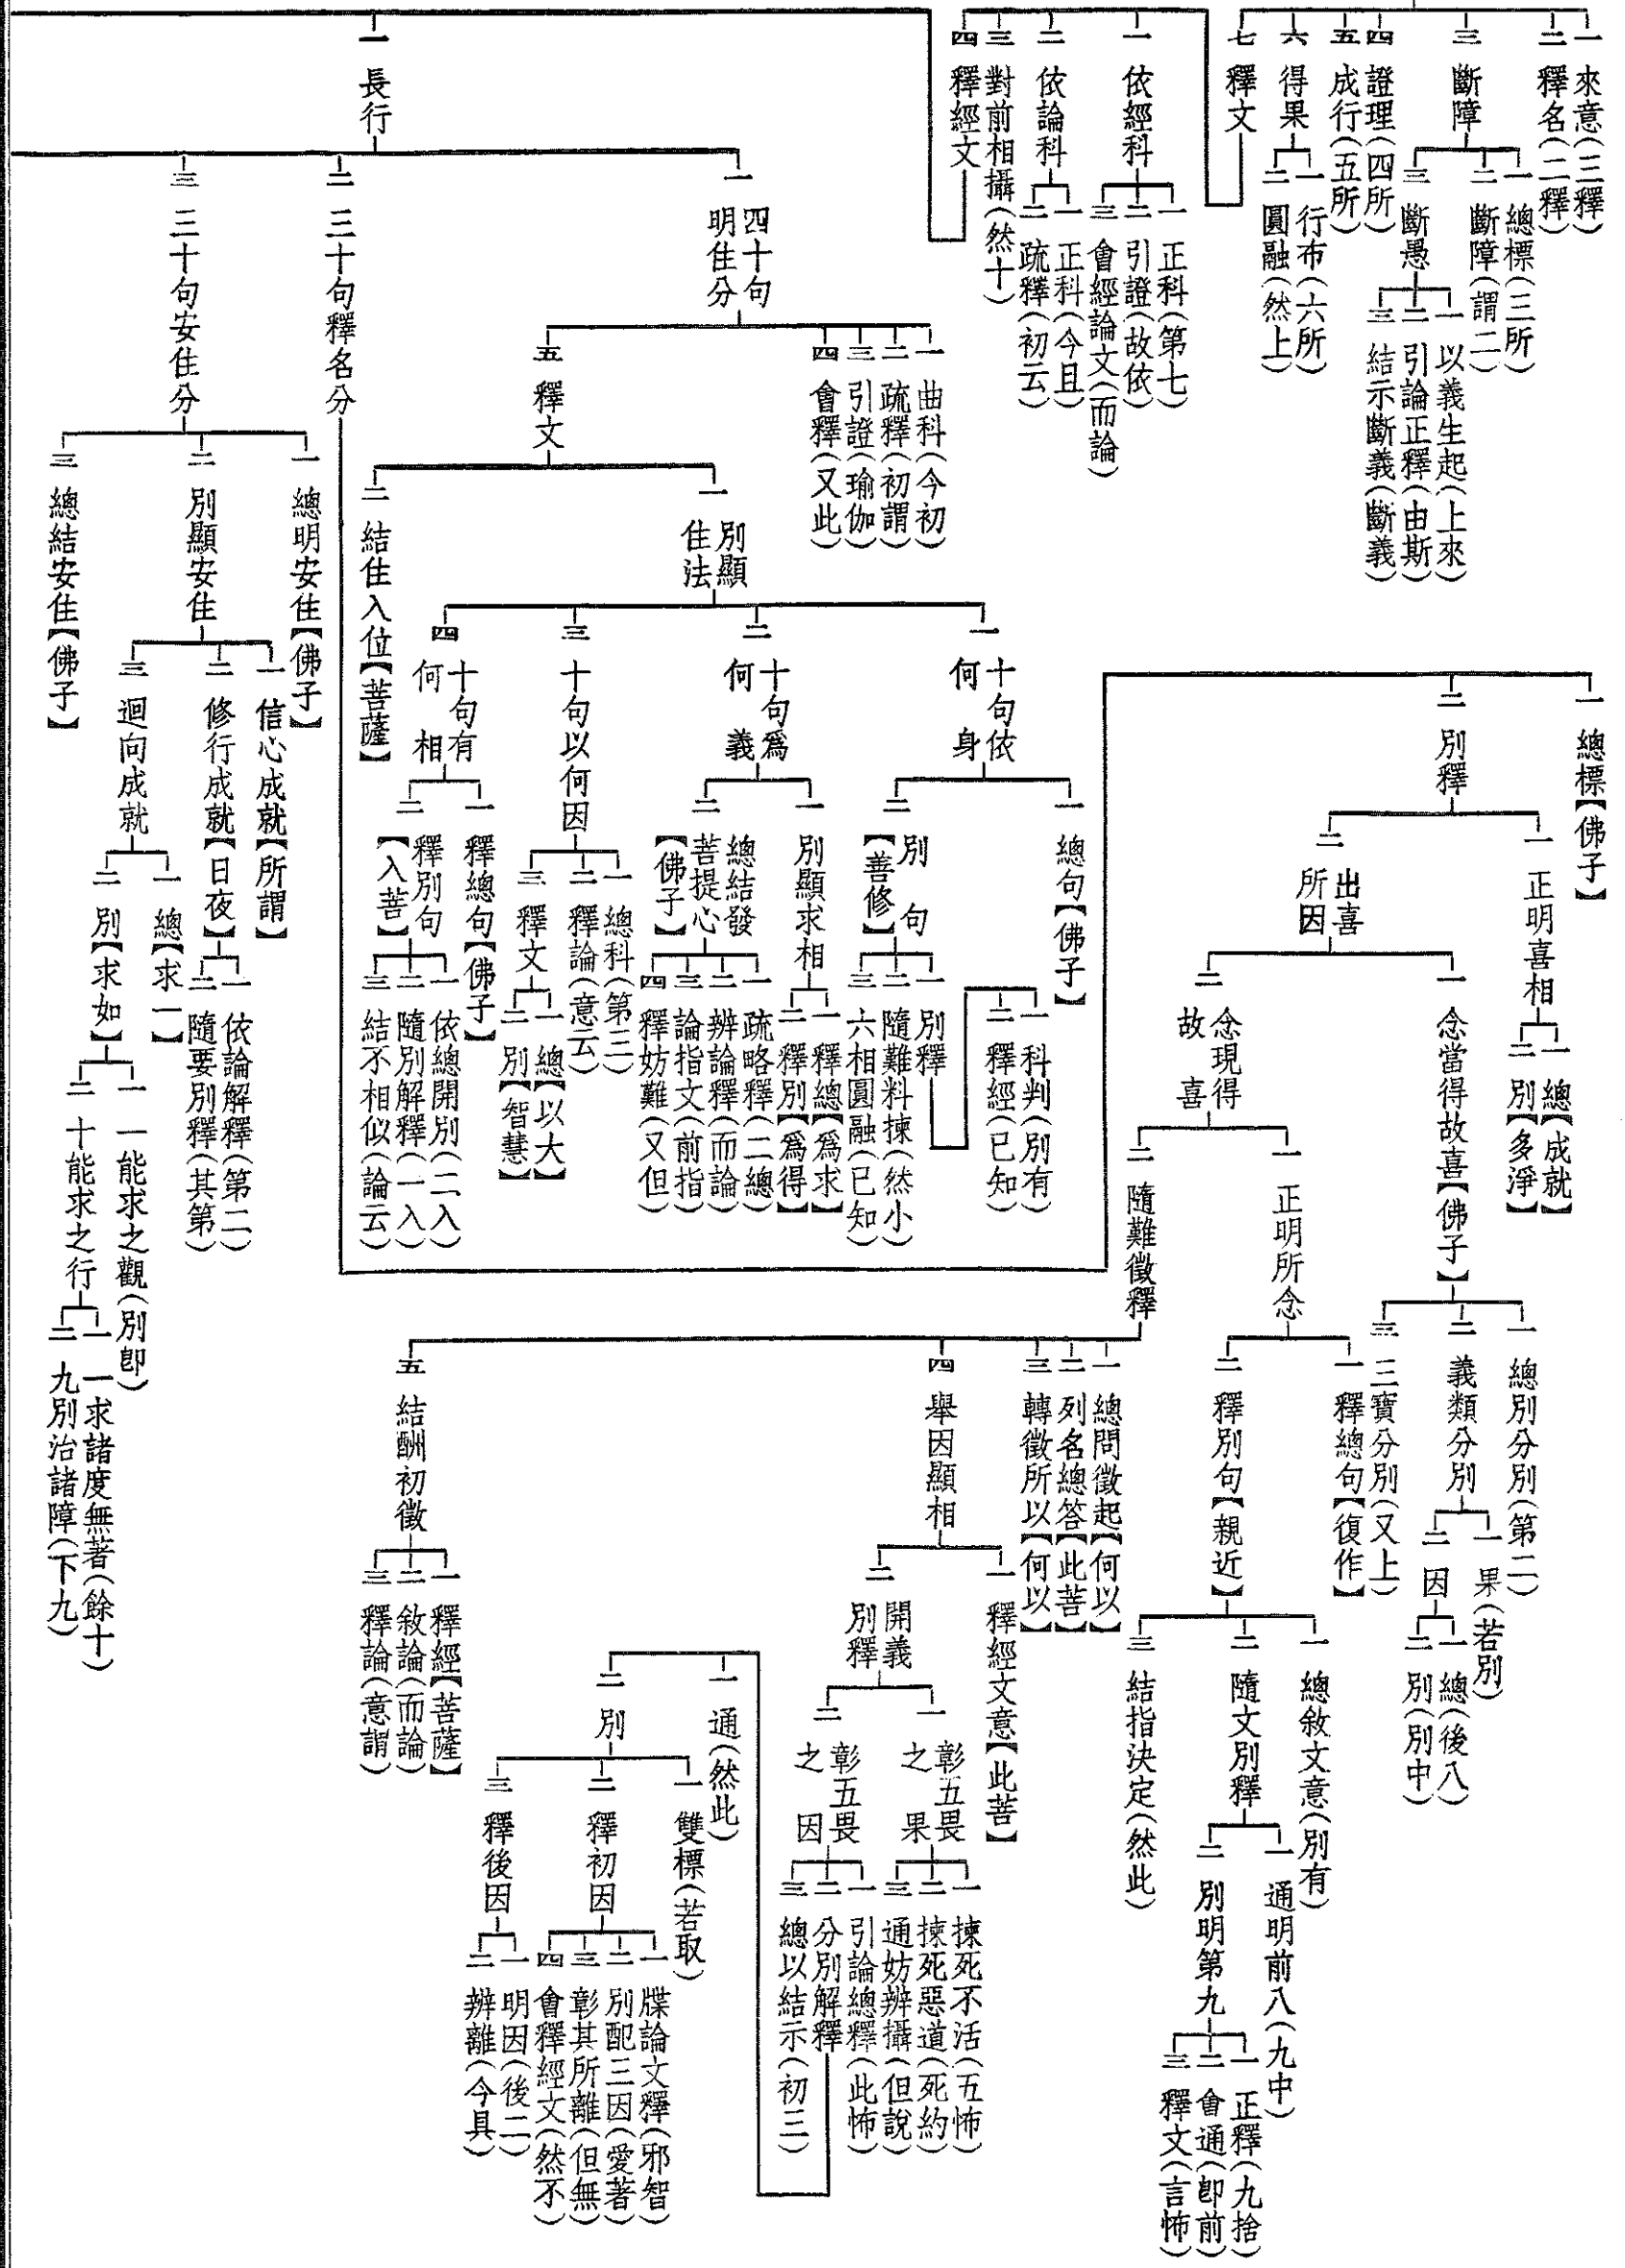 一 來意(三釋)
二 釋名(二釋)
三 斷障
一 總標(三所)
二 斷障(謂二)
三 斷愚
一 以義生起(上來)
二 引論正釋(由斯)
三 結示斷義(斷義)
四 證理(四所)
五 成行(五所)
六 得果
一 行布(六所)
二 圓融(然上)
七 釋文
一 依經科
一 正科(第七)
二 引證(故依)
三 會經論文(而論)
二 依論科
一 正科(今且)
二 疏釋(初云)
三 對前相攝(然十)
四 釋經文
一 長行
一 四十句明住分
一 曲科(今初)
二 疏釋(初謂)
三 引證(瑜伽)
四 會釋(又此)
五 釋文
一 別顯住法
一 十句依何身
一 總句【佛子】
二 別句【善修】
一 別釋
一 科判(別有)
二 釋經(已知)
二 隨難料揀(然小)
三 六相圓融(已知)
二 十句爲何義
一 別顯求相
一 釋總【爲求】
二 釋別【爲得】
二 總結發菩提心【佛子】
一 疏略釋(二總)
二 辨論釋(而論)
三 論指文(前指)
四 釋妨難(又但)
三 十句以何因
一 總科(第三)
二 釋論(意云)
三 釋文
一 總【以大】
二 別【智慧】
四 十句有何相
一 釋總句【佛子】
二 釋別句【入菩】
一 依總開別(二入)
二 隨別解釋(一入)
三 結不相似(論云)
二 結住入位【菩薩】
二 三十句釋名分
一 總標【佛子】
二 別釋
一 正明喜相
一 總【成就】
二 別【多淨】
二 出喜所因
一 念當得故喜【佛子】
一 總別分別(第二)
二 義類分別
一 果(若別)
二 因
一 總(後八)
二 別(別中)
三 三寶分別(又上)
二 念現得故喜
一 正明所念
一 釋總句【復作】
二 釋別句【親近】
一 總敘文意(別有)
二 隨文別釋
一 通明前八(九中)
二 別明第九
一 正釋(九捨)
二 會通(卽前)
三 釋文(言怖)
三 結指決定(然此)
二 隨難徵釋
一 總問徵起【何以】
二 列名總答【此菩】
三 轉徵所以【何以】
四 舉因顯相
一 釋經文意【此菩】
二 開義別釋
一 彰五畏之果
一 揀死不活(五怖)
二 揀死惡道(死約)
三 通妨辨攝(但說)
二 彰五畏之因
一 引論總釋(此怖)
二 分別解釋
一 通(然此)
二 別
一 雙標(若取)
二 釋初因
一 牒論文釋(邪智)
二 別配三因(愛著)
三 彰其所離(但無)
四 會釋經文(然不)
三 釋後因
一 明因(後二)
二 辨離(今具)
三 總以結示(初三)
五 結酬初徵
一 釋經【菩薩】
二 敘論(而論)
三 釋論(意謂)
三 三十句安住分
一 總明安住【佛子】
二 別顯安住
一 信心成就【所謂】
二 修行成就【日夜】
一 依論解釋(第二)
二 隨要別釋(其第)
三 迴向成就
一 總【求一】
二 別【求如】
一 一能求之觀(別卽)
二 十能求之行
一 一求諸度無著(餘十)
二 九別治諸障(下九)
三 總結安住【佛子】